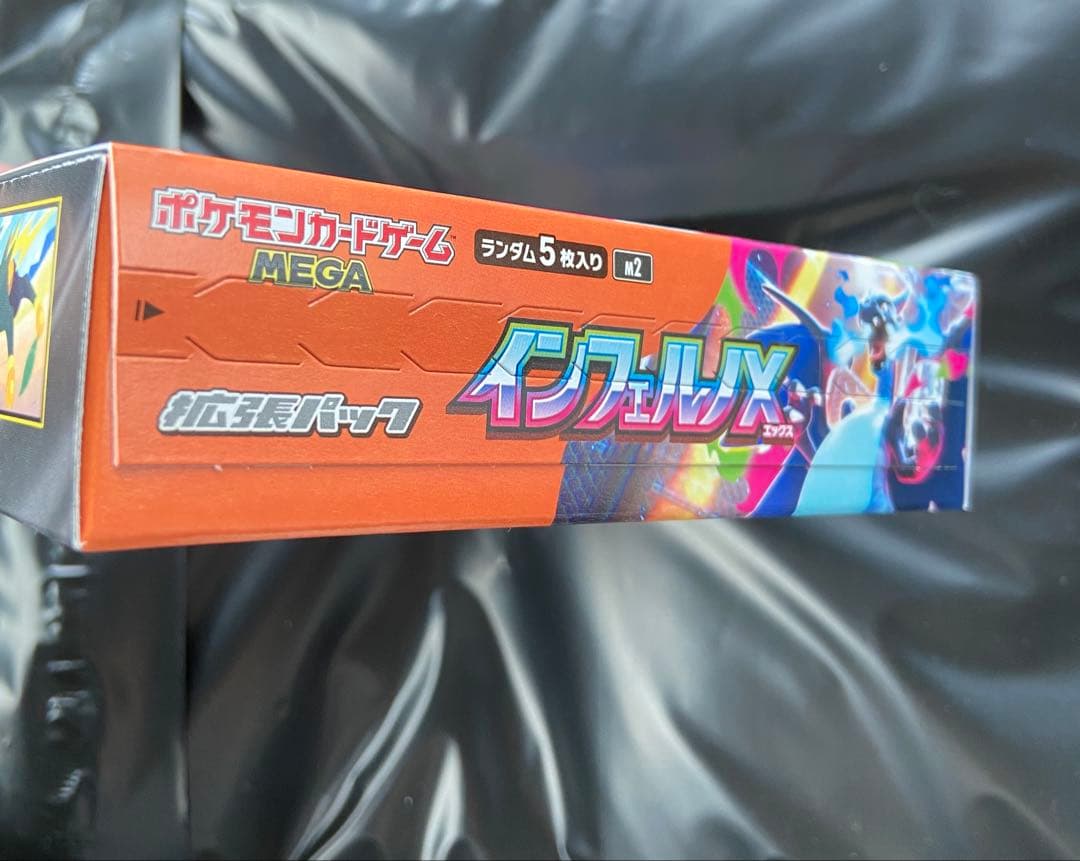 ポケモンカードゲーム
MEGA
ランダム5枚入り M2
拡張パック
インフェルノX
エックス